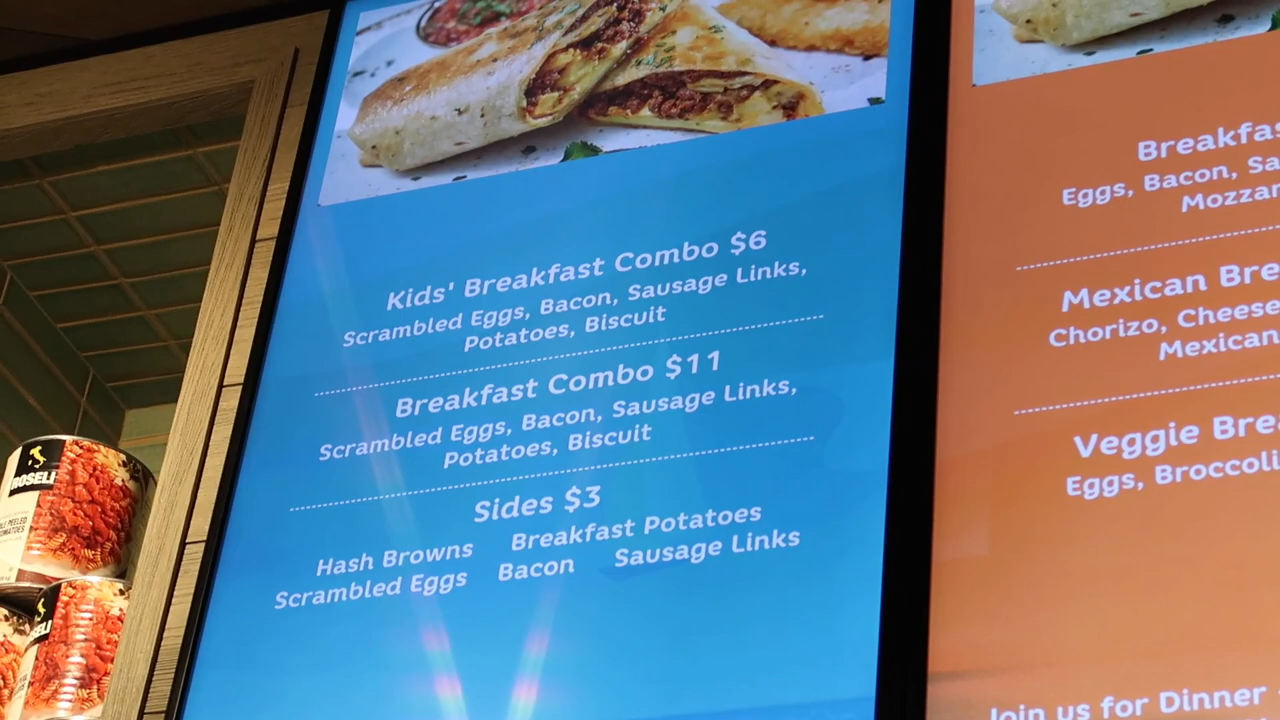 Kids' Breakfast Combo $6
Scrambled Eggs, Bacon, Sausage Links,
Potatoes, Biscuit
Breakfast Combo $11
Scrambled Eggs, Bacon, Sausage Links,
Potatoes, Biscuit
Sides $3
Hash Browns Breakfast Potatoes
Scrambled Eggs Bacon Sausage Links
Eggs, Bacon,
Mexican
Chorizo, Cheese
Mexican
Veggie
Eggs, Broccoli
Join us for Dinner
ROSELI
PEELED